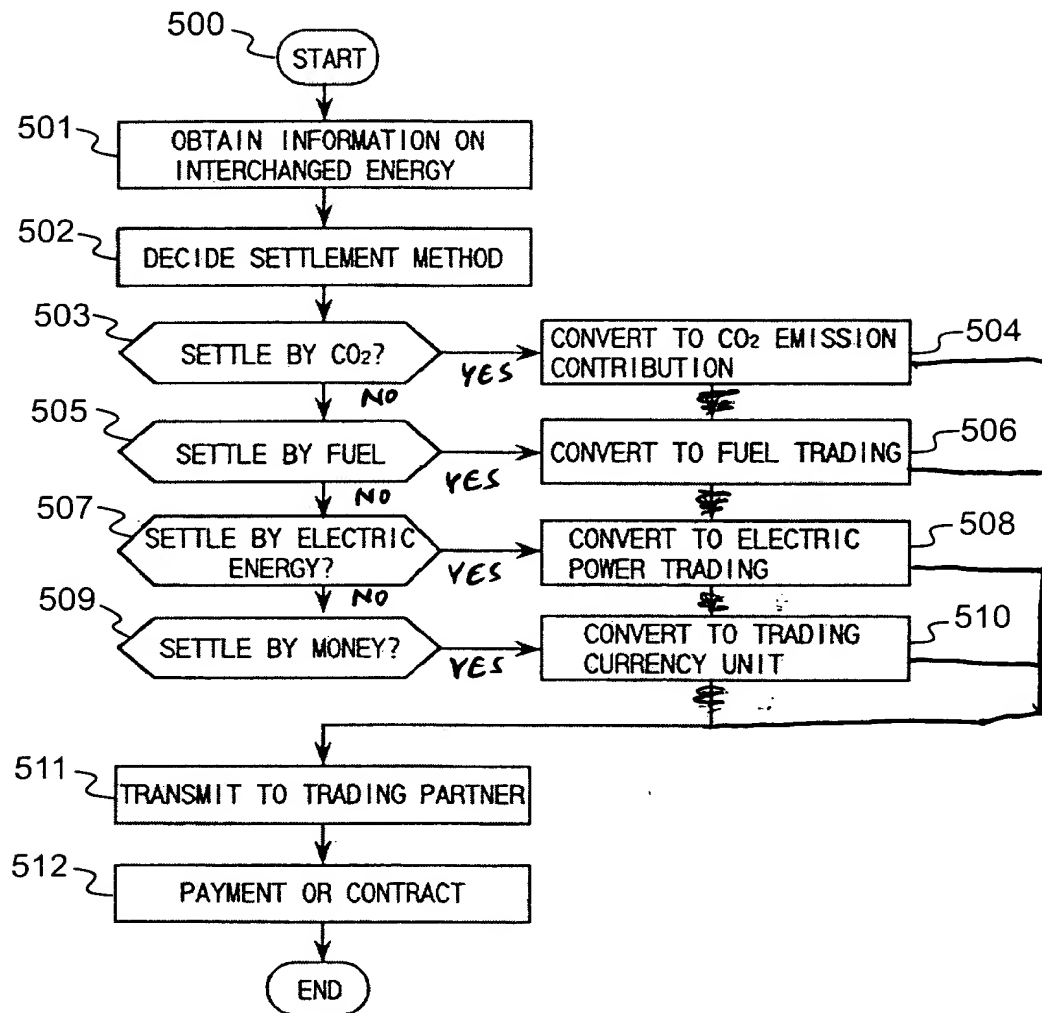 500
START
501
OBTAIN INFORMATION ON
INTERCHANGED ENERGY
502
DECIDE SETTLEMENT METHOD
503
SETTLE BY CO₂?
YES
CONVERT TO CO₂ EMISSION
CONTRIBUTION
504
NO
505
SETTLE BY FUEL
YES
CONVERT TO FUEL TRADING
506
NO
507
SETTLE BY ELECTRIC
ENERGY?
YES
CONVERT TO ELECTRIC
POWER TRADING
508
NO
509
SETTLE BY MONEY?
YES
CONVERT TO TRADING
CURRENCY UNIT
510
511
TRANSMIT TO TRADING PARTNER
512
PAYMENT OR CONTRACT
END